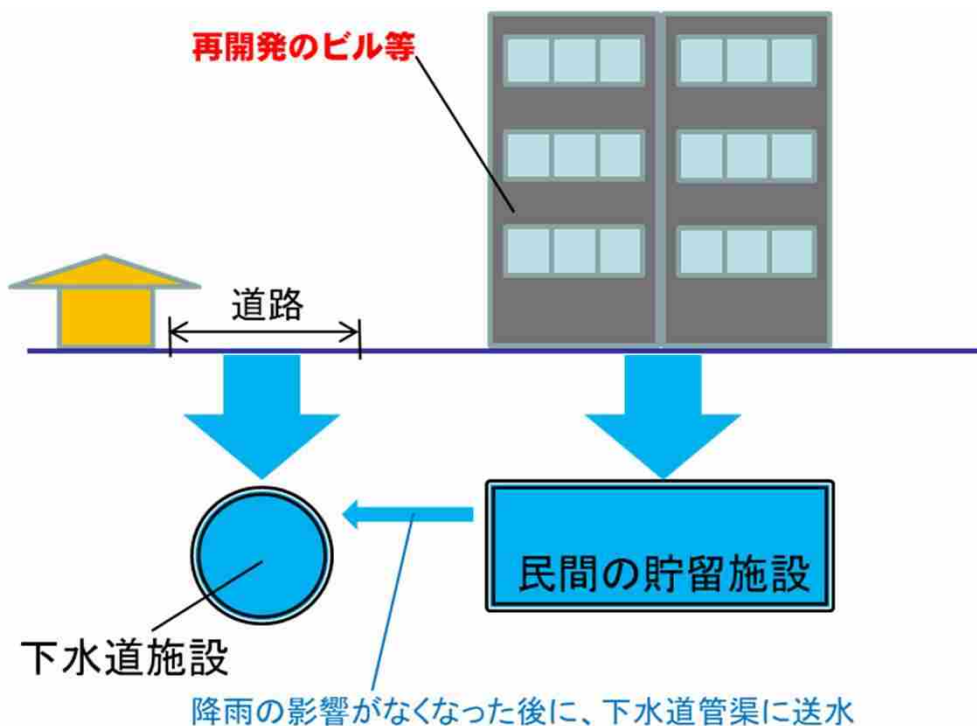 再開発のビル等
道路
民間の貯留施設
下水道施設
降雨の影響がなくなった後に、下水道管渠に送水